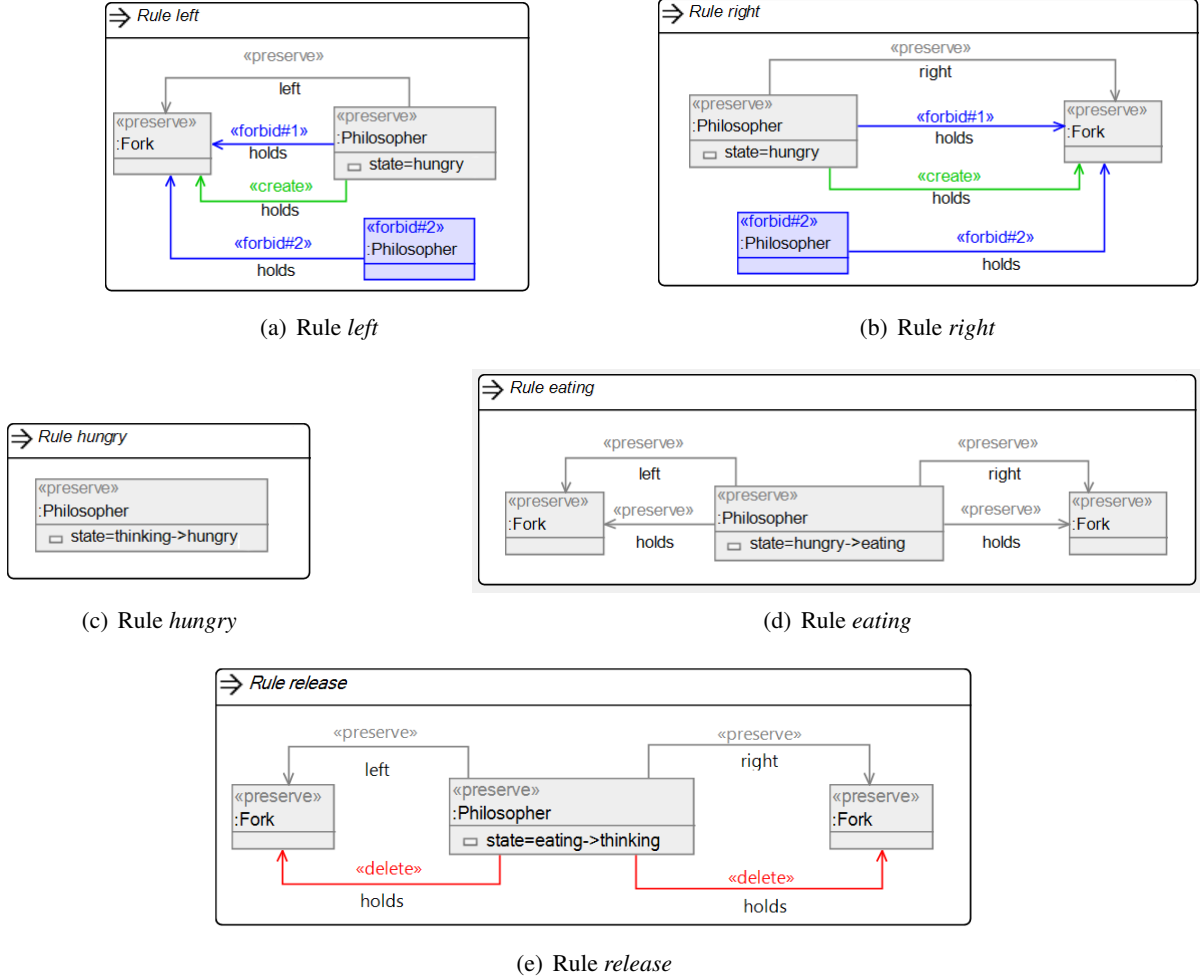 Rule left
«preserve»
left
«preserve»
:Fork
«forbid#1»
holds
«preserve»
:Philosopher
state=hungry
«create»
holds
«forbid#2»
holds
«forbid#2»
:Philosopher
(a) Rule left
Rule right
«preserve»
right
«preserve»
:Philosopher
state=hungry
«forbid#1»
holds
«preserve»
:Fork
«create»
holds
«forbid#2»
:Philosopher
«forbid#2»
holds
(b) Rule right
Rule hungry
«preserve»
:Philosopher
state=thinking->hungry
(c) Rule hungry
Rule eating
«preserve»
left
«preserve»
right
«preserve»
:Fork
«preserve»
holds
«preserve»
:Philosopher
state=hungry->eating
«preserve»
holds
«preserve»
:Fork
(d) Rule eating
Rule release
«preserve»
left
«preserve»
right
«preserve»
:Fork
«preserve»
:Philosopher
state=eating->thinking
«preserve»
:Fork
«delete»
holds
«delete»
holds
(e) Rule release